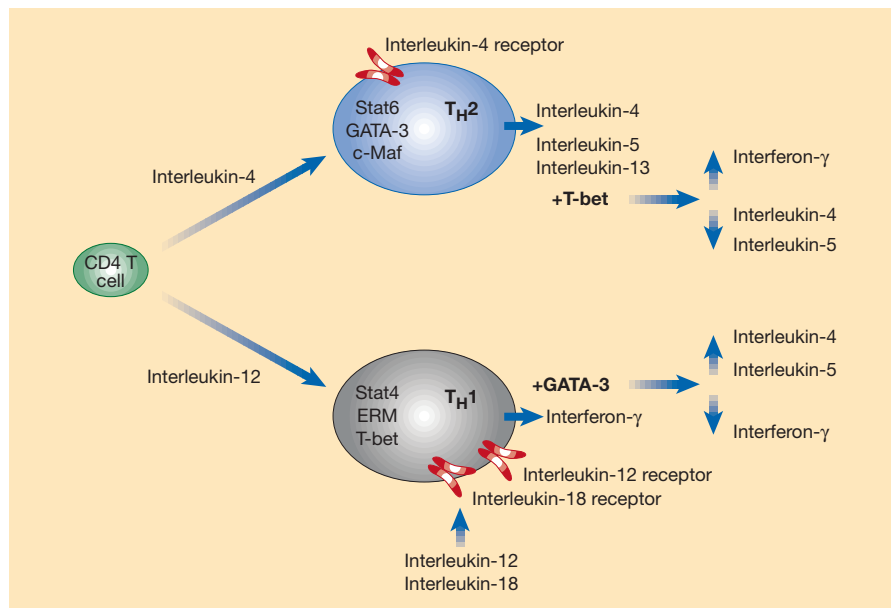 Interleukin-4 receptor
Stat6
GATA-3
c-Maf
TH2
Interleukin-4
Interleukin-5
Interleukin-13
+T-bet
Interferon-γ
Interleukin-4
Interleukin-5
Interleukin-4
CD4 T
cell
Interleukin-12
Stat4
ERM
T-bet
TH1
+GATA-3
Interferon-γ
Interleukin-4
Interleukin-5
Interferon-γ
Interleukin-12 receptor
Interleukin-18 receptor
Interleukin-12
Interleukin-18